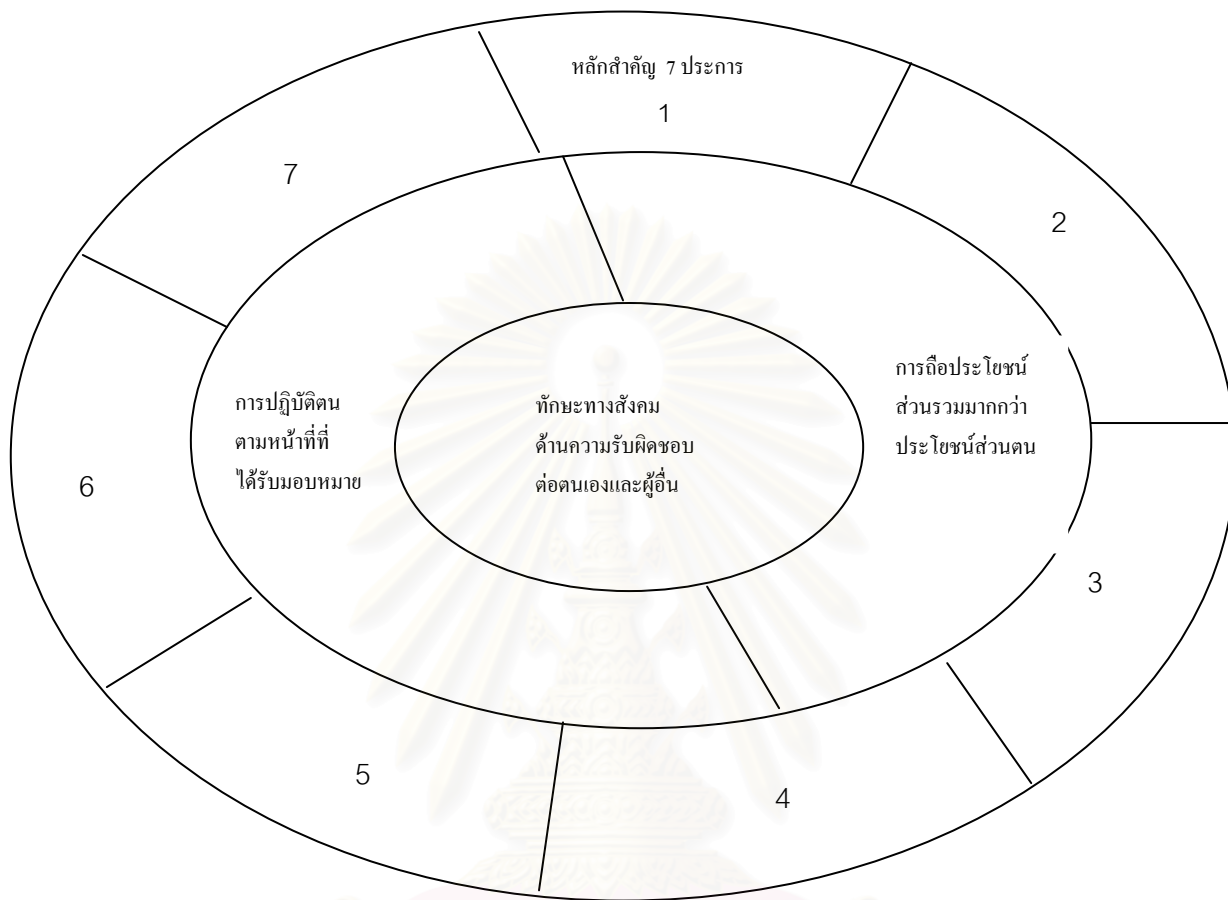 หลักสำคัญ 7 ประการ
1
7
2
การถือประโยชน์
ส่วนรวมมากกว่า
ประโยชน์ส่วนตน
การปฏิบัติตน
ตามหน้าที่ที่
ได้รับมอบหมาย
ทักษะทางสังคม
ด้านความรับผิดชอบ
ต่อตนเองและผู้อื่น
6
3
5
4